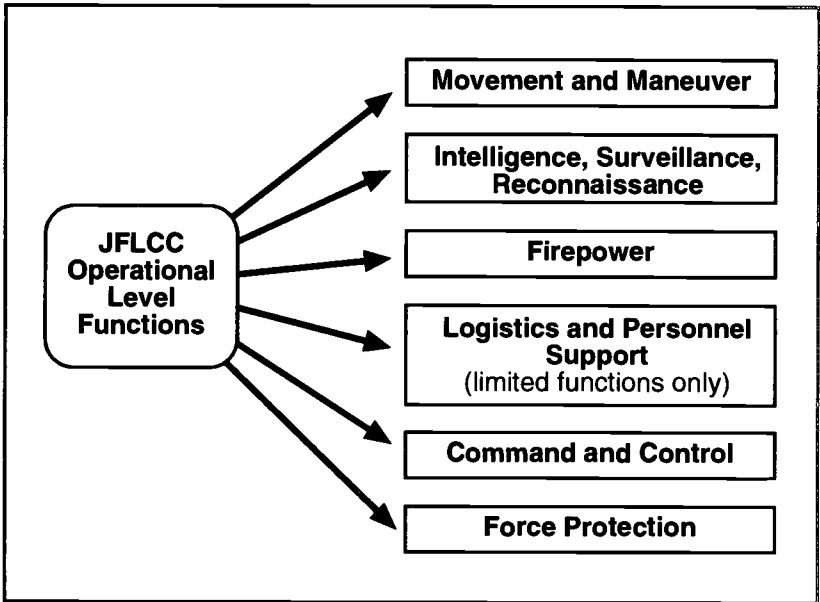 JFLCC
Operational
Level
Functions
Movement and Maneuver
Intelligence, Surveillance,
Reconnaissance
Firepower
Logistics and Personnel
Support
(limited functions only)
Command and Control
Force Protection